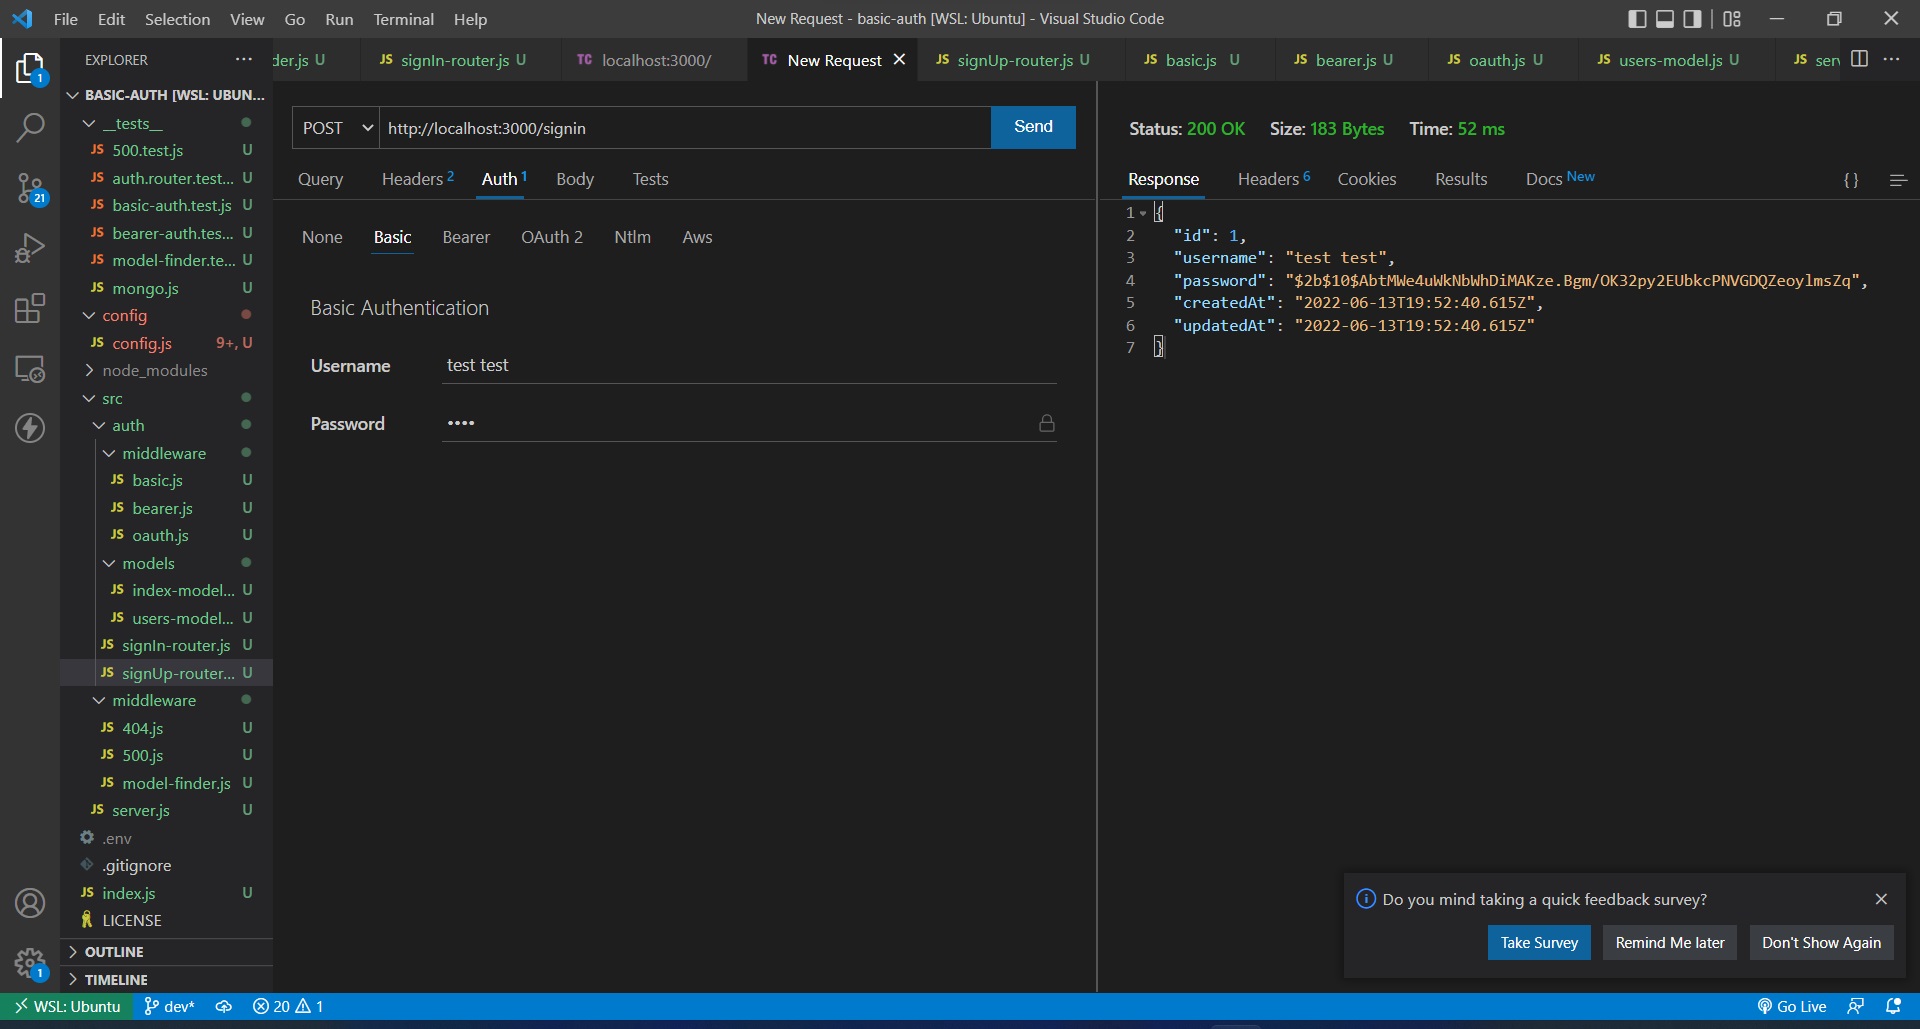 File Edit Selection View Go Run Terminal Help
New Request - basic-auth [WSL: Ubuntu] - Visual Studio Code
EXPLORER ···
der.js U
JS signIn-router.js U
TC localhost:3000/
TC New Request
JS signUp-router.js U
JS basic.js U
JS bearer.js U
JS oauth.js U
JS users-model.js U
JS serv
1
21
BASIC-AUTH [WSL: UBUN...
__tests__
JS 500.test.js U
JS auth.router.test... U
JS basic-auth.test.js U
JS bearer-auth.tes... U
JS model-finder.te... U
JS mongo.js U
config
JS config.js 9+, U
node_modules
src
auth
middleware
JS basic.js U
JS bearer.js U
JS oauth.js U
models
JS index-model... U
JS users-model... U
JS signIn-router.js U
JS signUp-router... U
middleware
JS 404.js U
JS 500.js U
JS model-finder.js U
JS server.js U
.env
.gitignore
JS index.js U
LICENSE
OUTLINE
TIMELINE
1
POST http://localhost:3000/signin Send
Query Headers 2 Auth 1 Body Tests
None Basic Bearer OAuth 2 Ntlm Aws
Basic Authentication
Username test test
Password ••••
Status: 200 OK Size: 183 Bytes Time: 52 ms
Response Headers 6 Cookies Results Docs New { }
1 {
2 "id": 1,
3 "username": "test test",
4 "password": "$2b$10$AbtMWe4uWkNbWhDiMAKze.Bgm/OK32py2EUbkcPNVGDQZeoylmsZq",
5 "createdAt": "2022-06-13T19:52:40.615Z",
6 "updatedAt": "2022-06-13T19:52:40.615Z"
7 }
Do you mind taking a quick feedback survey?
Take Survey Remind Me later Don't Show Again
WSL: Ubuntu dev* 20 1 Go Live